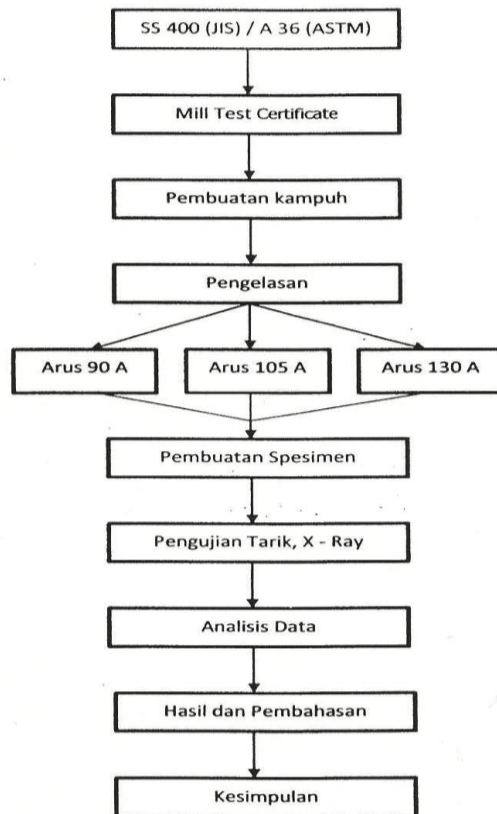 SS 400 (JIS) / A 36 (ASTM)
Mill Test Certificate
Pembuatan kampuh
Pengelasan
Arus 90 A
Arus 105 A
Arus 130 A
Pembuatan Spesimen
Pengujian Tarik, X - Ray
Analisis Data
Hasil dan Pembahasan
Kesimpulan